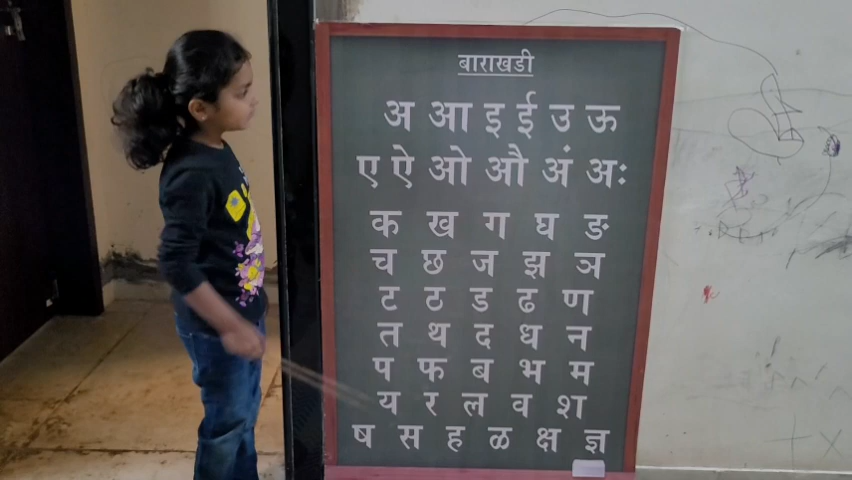 बाराखडी
अ आ इ ई उ ऊ
ए ऐ ओ औ अं अः
क ख ग घ ङ
च छ ज झ ञ
ट ठ ड ढ ण
त थ द ध न
प फ ब भ म
य र ल व श
ष स ह ळ क्ष ज्ञ